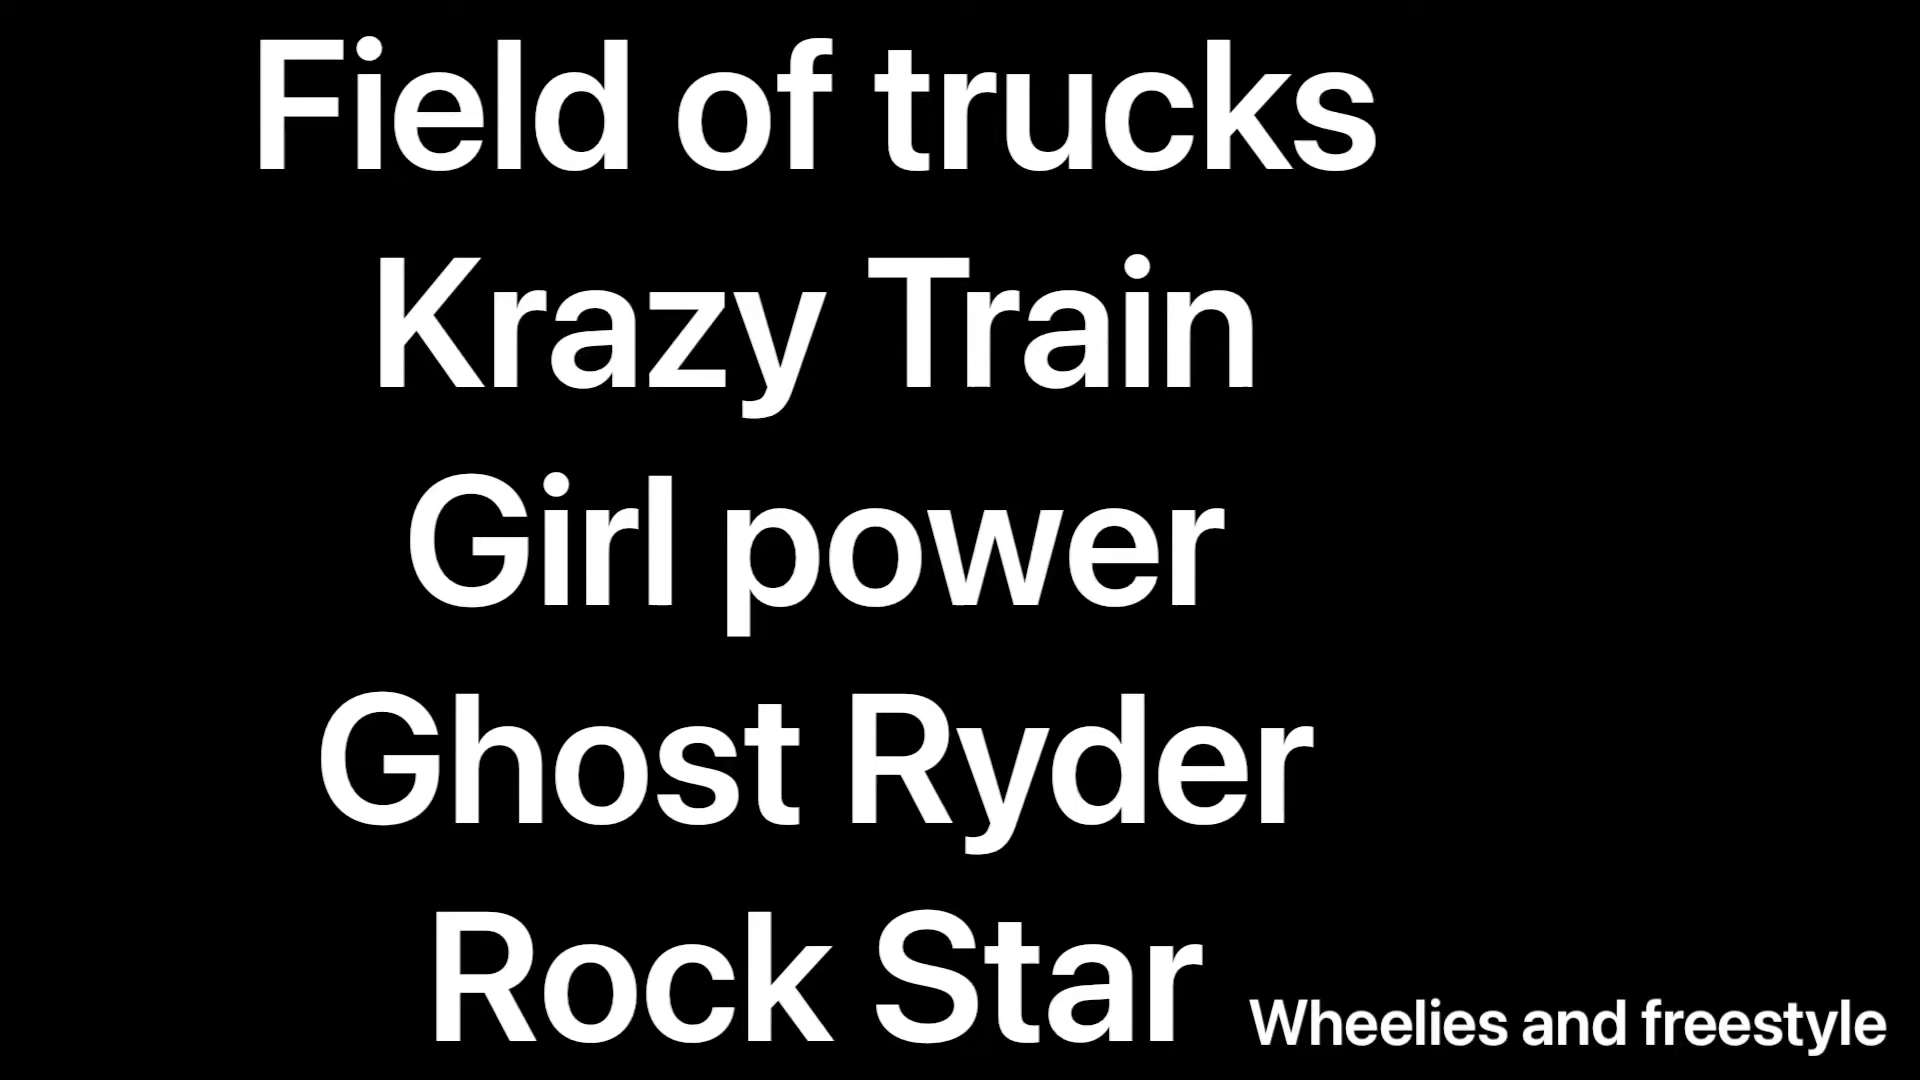 Field of trucks
Krazy Train
Girl power
Ghost Ryder
Rock Star
Wheelies and freestyle